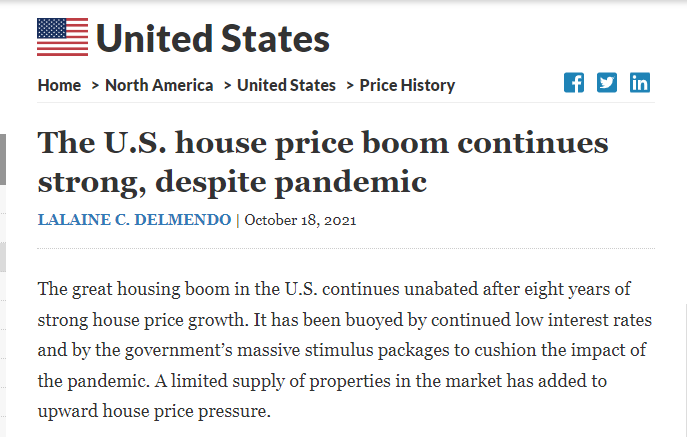 United States
Home > North America > United States > Price History
The U.S. house price boom continues
strong, despite pandemic
LALAINE C. DELMENDO | October 18, 2021
The great housing boom in the U.S. continues unabated after eight years of
strong house price growth. It has been buoyed by continued low interest rates
and by the government’s massive stimulus packages to cushion the impact of
the pandemic. A limited supply of properties in the market has added to
upward house price pressure.